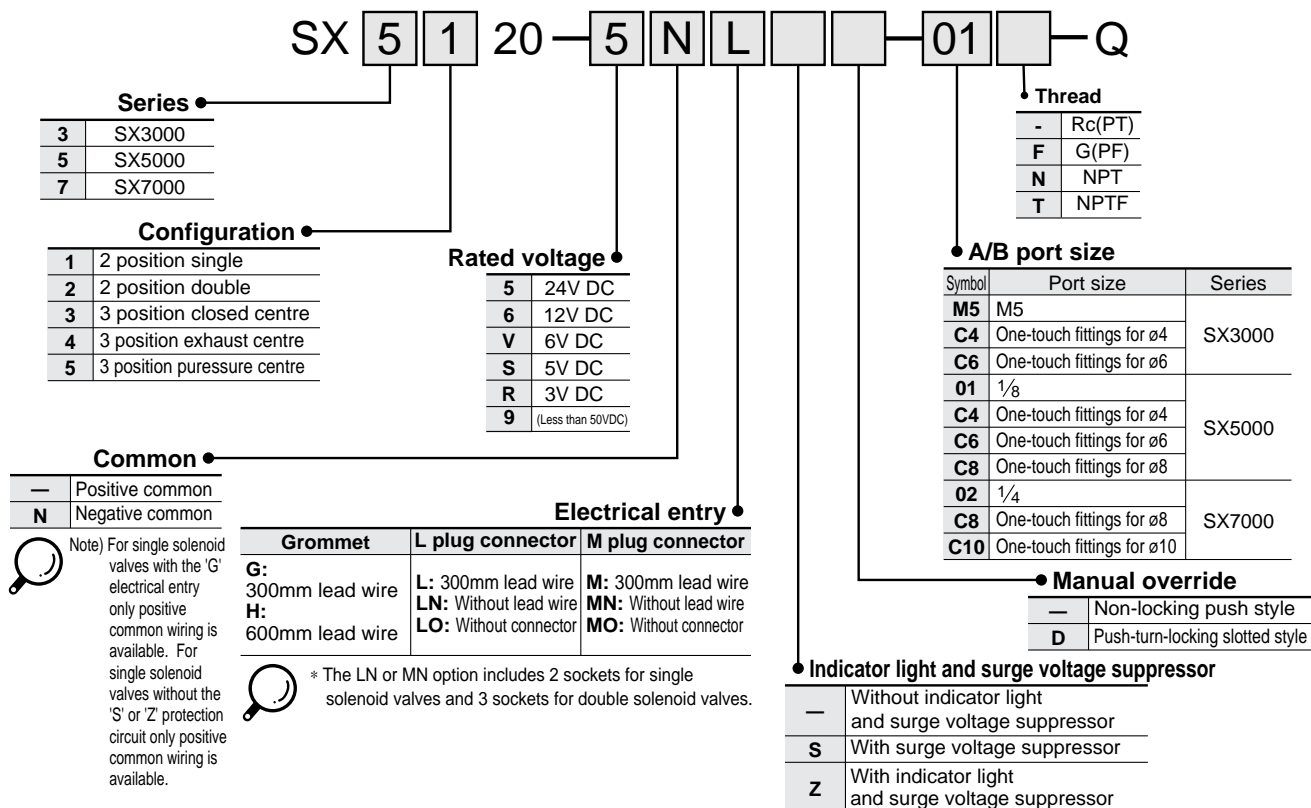 SX 5 1 20 — 5 N L — 01 — Q
Series
3 SX3000
5 SX5000
7 SX7000
Configuration
1 2 position single
2 2 position double
3 3 position closed centre
4 3 position exhaust centre
5 3 position puressure centre
Rated voltage
5 24V DC
6 12V DC
V 6V DC
S 5V DC
R 3V DC
9 (Less than 50VDC)
Thread
- Rc(PT)
F G(PF)
N NPT
T NPTF
A/B port size
Symbol Port size Series
M5 M5
C4 One-touch fittings for ø4 SX3000
C6 One-touch fittings for ø6
01 1⁄8
C4 One-touch fittings for ø4
C6 One-touch fittings for ø6 SX5000
C8 One-touch fittings for ø8
02 1⁄4
C8 One-touch fittings for ø8 SX7000
C10 One-touch fittings for ø10
Common
— Positive common
N Negative common
Note) For single solenoid
valves with the 'G'
electrical entry
only positive
common wiring is
available. For
single solenoid
valves without the
'S' or 'Z' protection
circuit only positive
common wiring is
available.
Electrical entry
Grommet L plug connector M plug connector
G:
300mm lead wire
H:
600mm lead wire
L: 300mm lead wire
LN: Without lead wire
LO: Without connector
M: 300mm lead wire
MN: Without lead wire
MO: Without connector
* The LN or MN option includes 2 sockets for single
solenoid valves and 3 sockets for double solenoid valves.
Manual override
— Non-locking push style
D Push-turn-locking slotted style
Indicator light and surge voltage suppressor
— Without indicator light
and surge voltage suppressor
S With surge voltage suppressor
Z With indicator light
and surge voltage suppressor